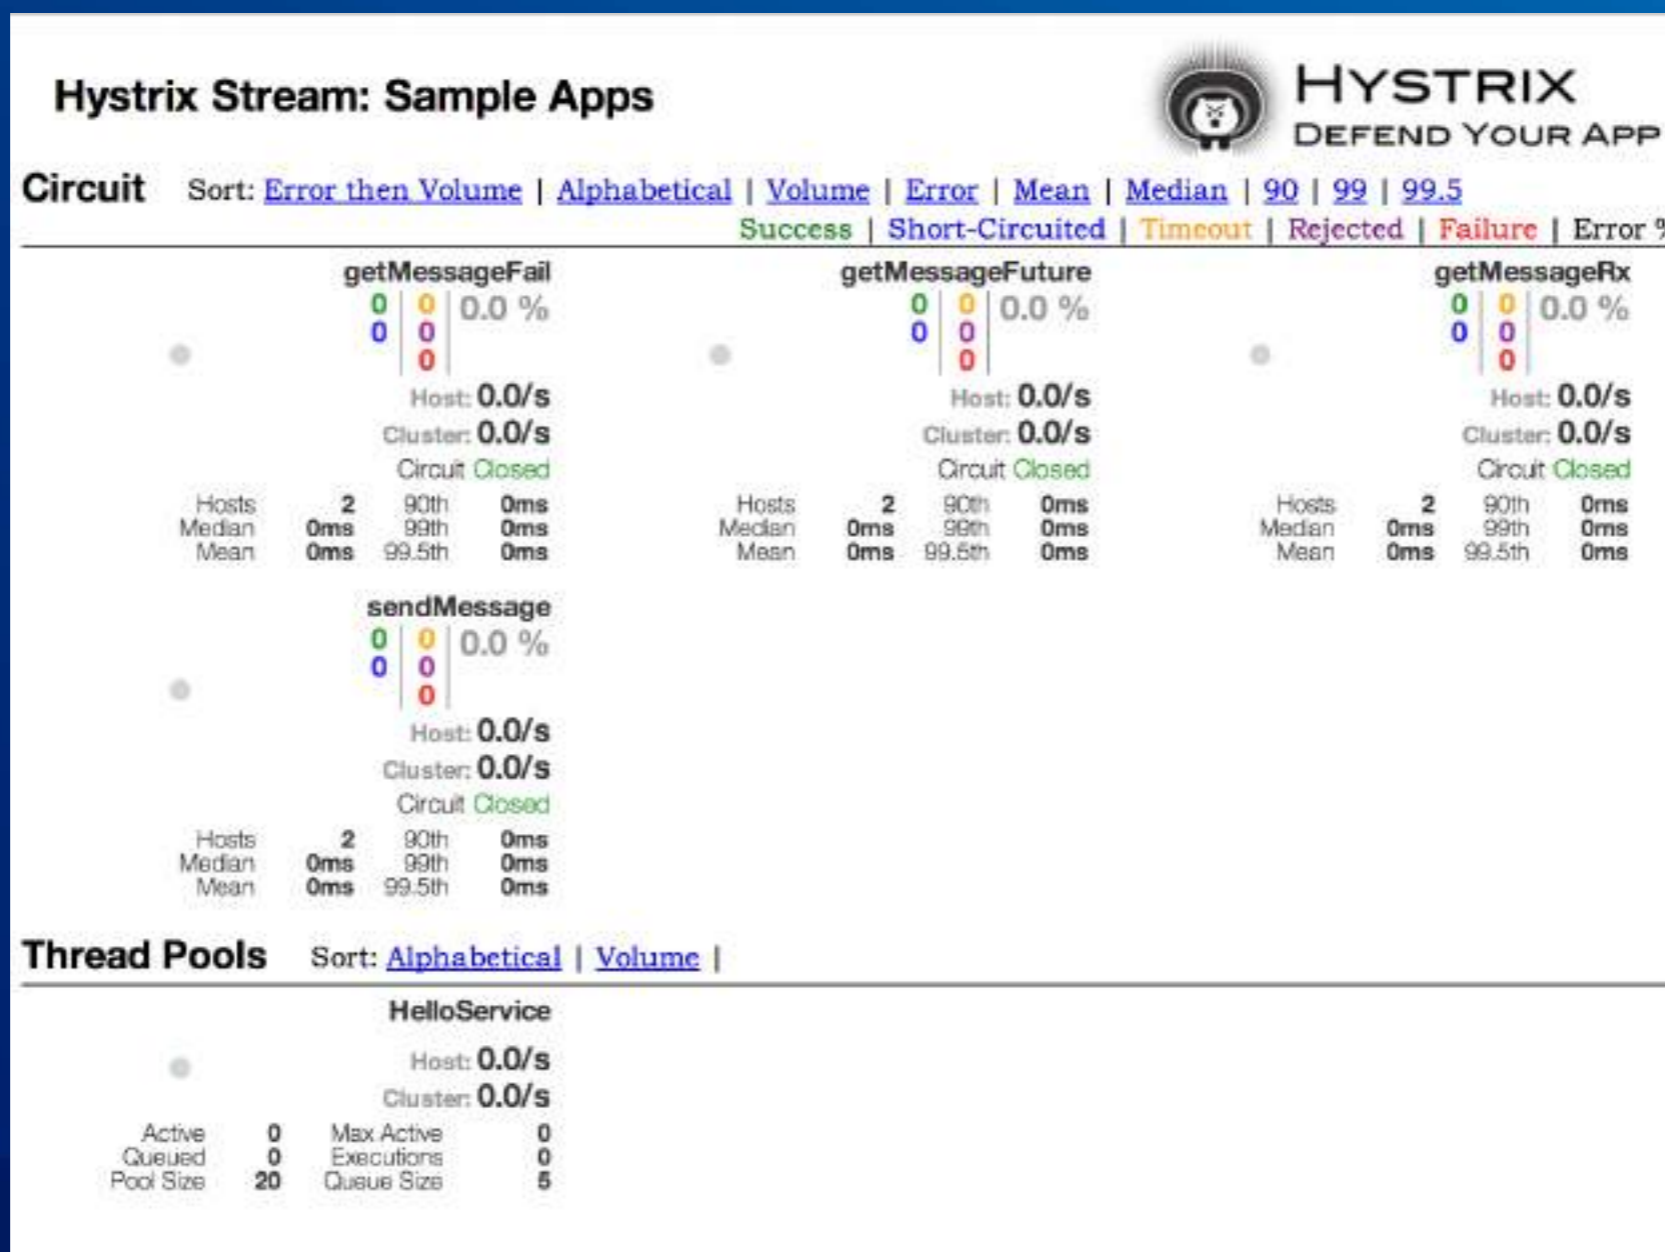 Hystrix Stream: Sample Apps
HYSTRIX
DEFEND YOUR APP
Circuit Sort: Error then Volume | Alphabetical | Volume | Error | Mean | Median | 90 | 99 | 99.5
Success | Short-Circuited | Timeout | Rejected | Failure | Error %
getMessageFail getMessageFuture getMessageRx
0 0 0.0 % 0 0 0.0 % 0 0 0.0 %
0 0 0 0 0 0
0 0 0
Host: 0.0/s Host: 0.0/s Host: 0.0/s
Cluster: 0.0/s Cluster: 0.0/s Cluster: 0.0/s
Circuit Closed Circuit Closed Circuit Closed
Hosts 2 90th 0ms Hosts 2 90th 0ms Hosts 2 90th 0ms
Median 0ms 99th 0ms Median 0ms 99th 0ms Median 0ms 99th 0ms
Mean 0ms 99.5th 0ms Mean 0ms 99.5th 0ms Mean 0ms 99.5th 0ms
sendMessage
0 0 0.0 %
0 0
0
Host: 0.0/s
Cluster: 0.0/s
Circuit Closed
Hosts 2 90th 0ms
Median 0ms 99th 0ms
Mean 0ms 99.5th 0ms
Thread Pools Sort: Alphabetical | Volume |
HelloService
Host: 0.0/s
Cluster: 0.0/s
Active 0 Max Active 0
Queued 0 Executions 0
Pool Size 20 Queue Size 5